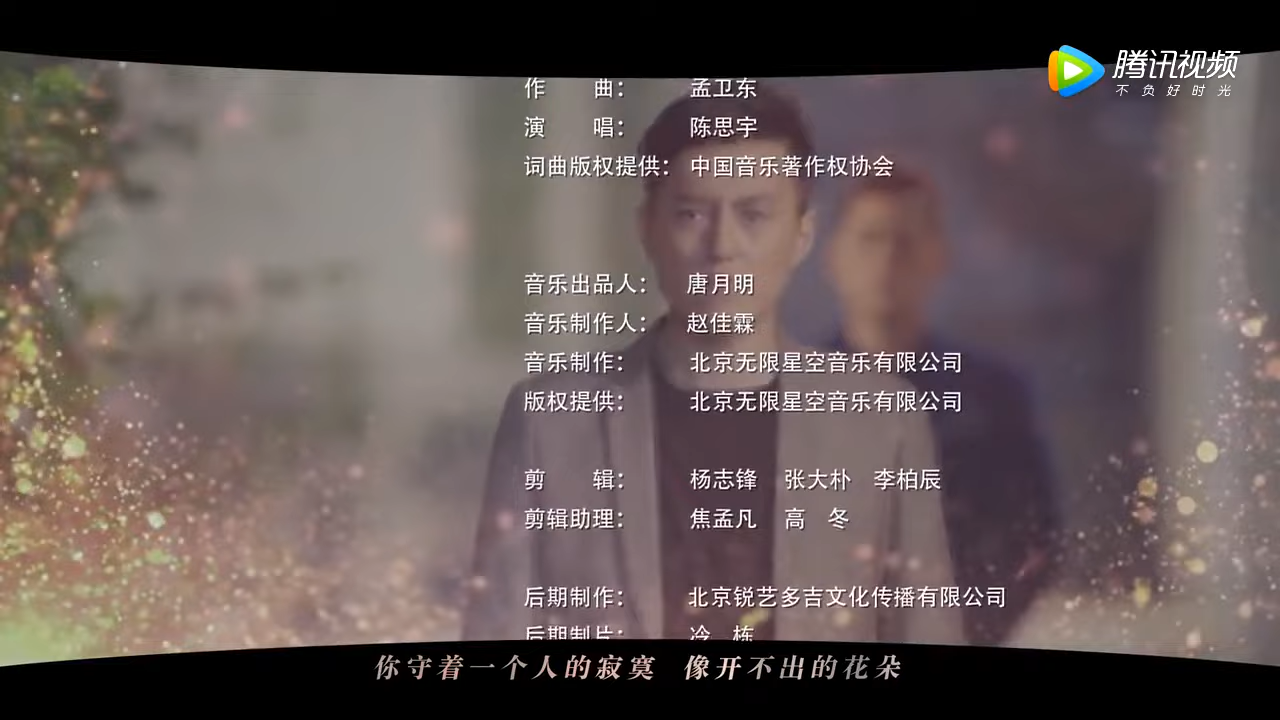 腾讯视频
不负好时光
作 曲： 孟卫东
演 唱： 陈思宇
词曲版权提供： 中国音乐著作权协会
音乐出品人： 唐月明
音乐制作人： 赵佳霖
音乐制作： 北京无限星空音乐有限公司
版权提供： 北京无限星空音乐有限公司
剪 辑： 杨志锋 张大朴 李柏辰
剪辑助理： 焦孟凡 高 冬
后期制作： 北京锐艺多吉文化传播有限公司
后期制片： 冷 栋
你守着一个人的寂寞 像开不出的花朵